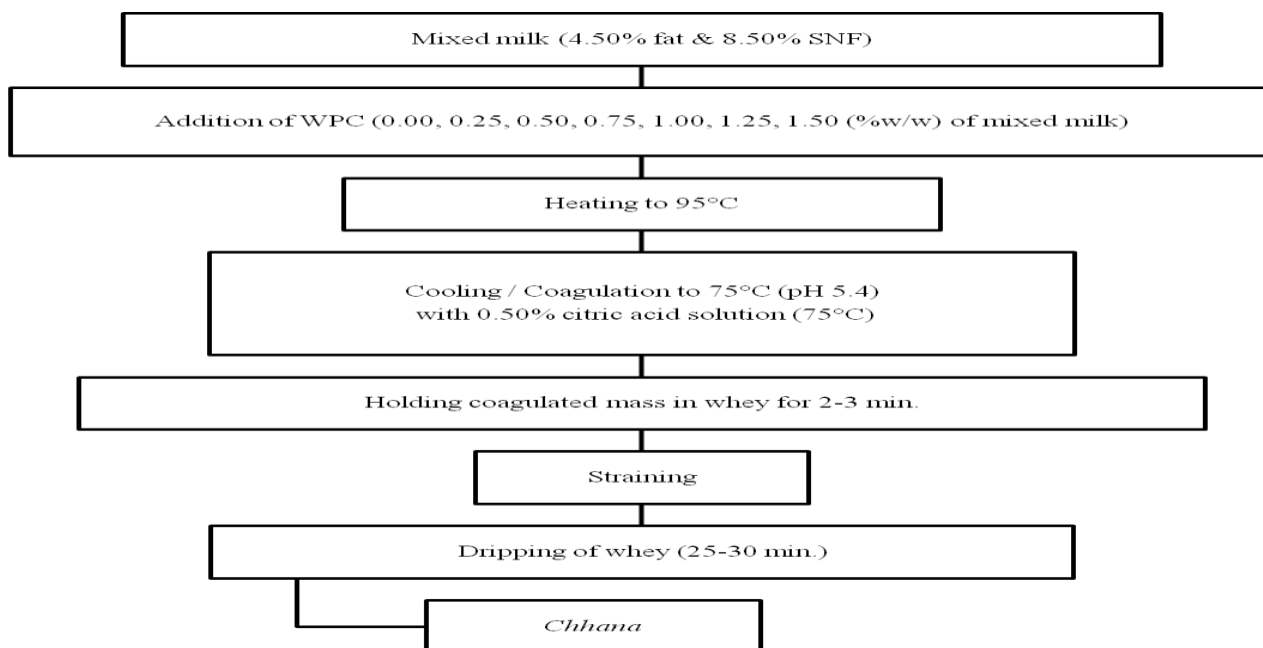 Mixed milk (4.50% fat & 8.50% SNF)
Addition of WPC (0.00, 0.25, 0.50, 0.75, 1.00, 1.25, 1.50 (%w/w) of mixed milk)
Heating to 95°C
Cooling / Coagulation to 75°C (pH 5.4)
with 0.50% citric acid solution (75°C)
Holding coagulated mass in whey for 2-3 min.
Straining
Dripping of whey (25-30 min.)
Chhana